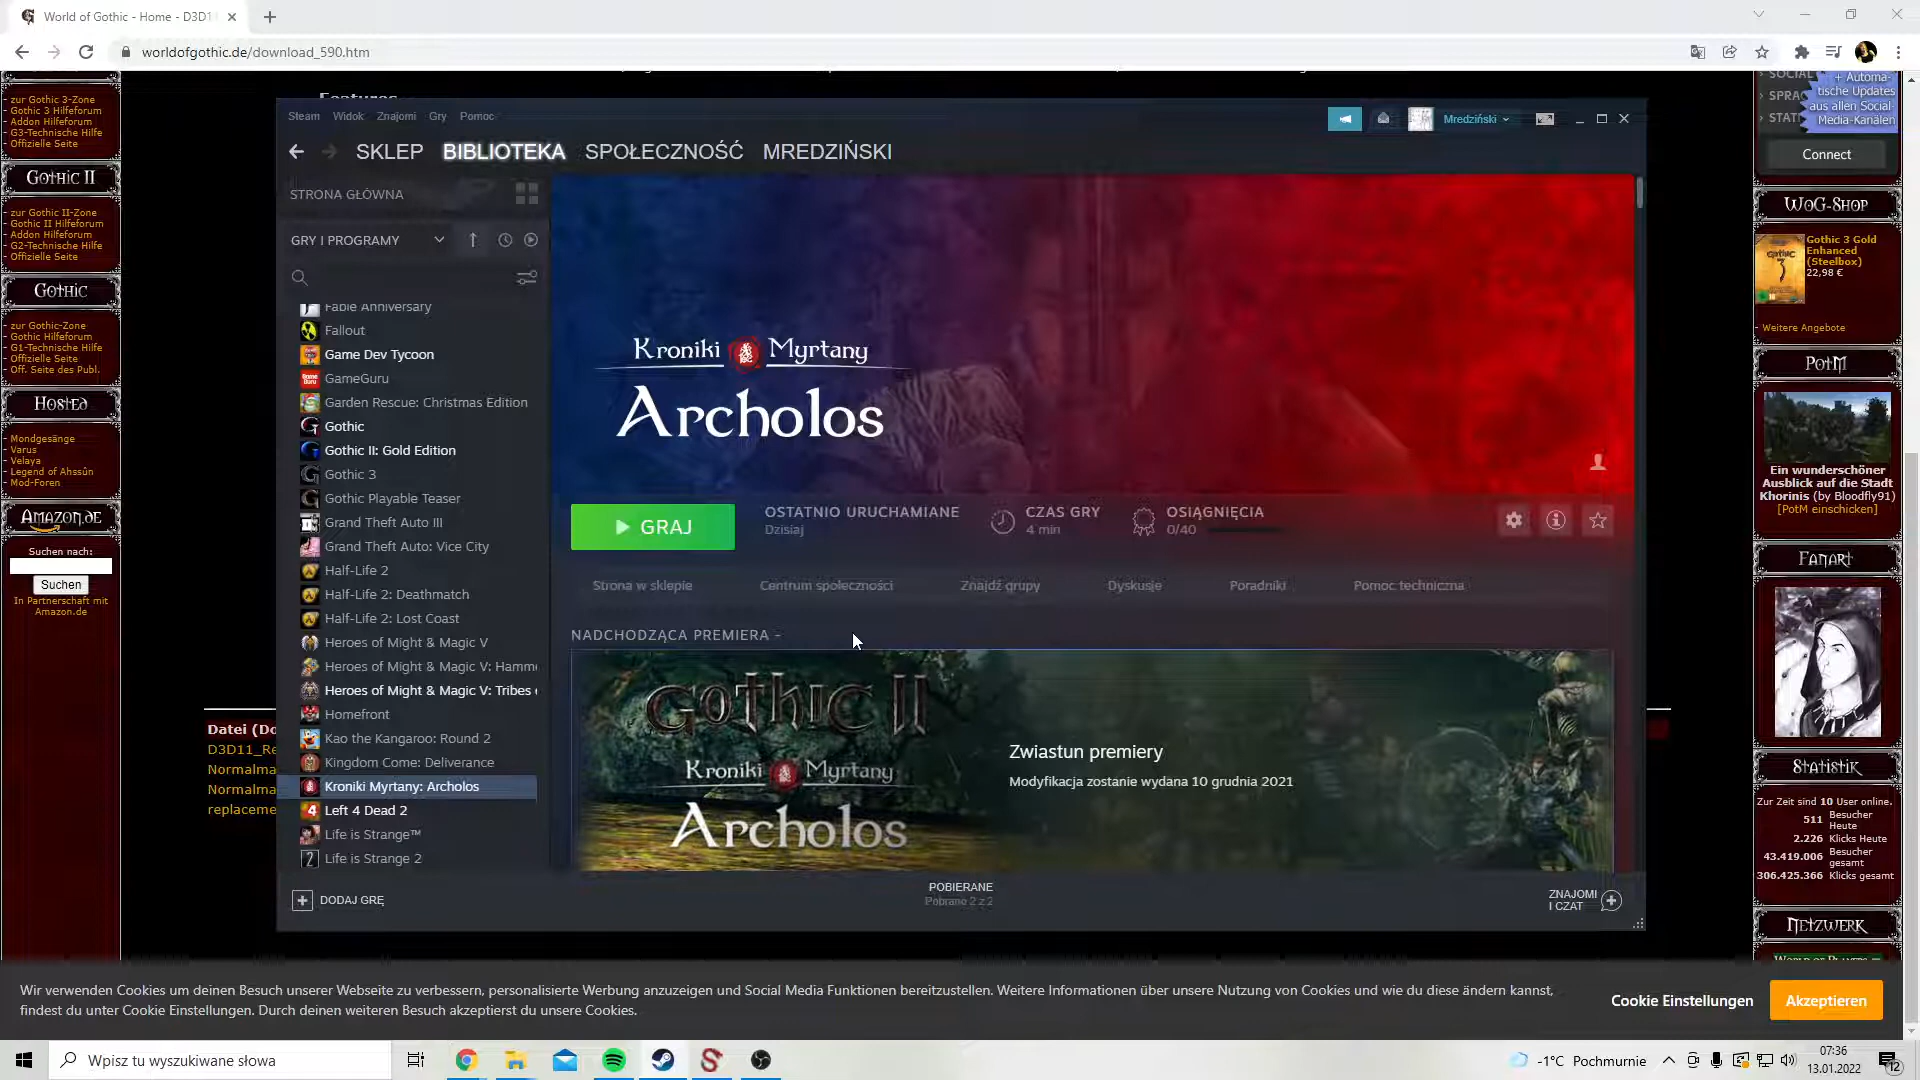 World of Gothic - Home - D3D1
worldofgothic.de/download_590.htm
zur Gothic 3-Zone
Gothic 3 Hilfeforum
Addon Hilfeforum
G3-Technische Hilfe
Offizielle Seite
Gothic II
zur Gothic II-Zone
Gothic II Hilfeforum
Addon Hilfeforum
G2-Technische Hilfe
Offizielle Seite
Gothic
zur Gothic-Zone
Gothic Hilfeforum
G1-Technische Hilfe
Offizielle Seite
Off. Seite des Publ.
Hosted
Mondgesänge
Varus
Velaya
Legend of Ahssûn
Mod-Foren
Amazon.de
Suchen nach:
Suchen
In Partnerschaft mit
Amazon.de
Features
Steam Widok Znajomi Gry Pomoc
Mredziński
SKLEP BIBLIOTEKA SPOŁECZNOŚĆ MREDZIŃSKI
STRONA GŁÓWNA
GRY I PROGRAMY
Fable Anniversary
Fallout
Game Dev Tycoon
GameGuru
Garden Rescue: Christmas Edition
Gothic
Gothic II: Gold Edition
Gothic 3
Gothic Playable Teaser
Grand Theft Auto III
Grand Theft Auto: Vice City
Half-Life 2
Half-Life 2: Deathmatch
Half-Life 2: Lost Coast
Heroes of Might & Magic V
Heroes of Might & Magic V: Hamm
Heroes of Might & Magic V: Tribes
Homefront
Kao the Kangaroo: Round 2
Kingdom Come: Deliverance
Kroniki Myrtany: Archolos
Left 4 Dead 2
Life is Strange™
Life is Strange 2
DODAJ GRĘ
Kroniki Myrtany
Archolos
GRAJ
OSTATNIO URUCHAMIANE
Dzisiaj
CZAS GRY
4 min
OSIĄGNIĘCIA
0/40
Strona w sklepie Centrum społeczności Znajdź grupy Dyskusje Poradniki Pomoc techniczna
NADCHODZĄCA PREMIERA -
Gothic II
Kroniki Myrtany
Archolos
Zwiastun premiery
Modyfikacja zostanie wydana 10 grudnia 2021
POBIERANE
Pobrano 2 z 2
ZNAJOMI
I CZAT
Datei (Do
D3D11_Re
Normalma
Normalma
replaceme
SOCIAL
SPRA
STAT
+ Automa-
tische Updates
aus allen Social-
Media-Kanälen
Connect
WoG-Shop
Gothic 3 Gold
Enhanced
(Steelbox)
22,98 €
Weitere Angebote
PotM
Ein wunderschöner
Ausblick auf die Stadt
Khorinis (by Bloodfly91)
[PotM einschicken]
Fanart
Statistik
Zur Zeit sind 10 User online.
511 Besucher Heute
2.226 Klicks Heute
43.419.006 Besucher gesamt
306.425.366 Klicks gesamt
Netzwerk
World of Players
Wir verwenden Cookies um deinen Besuch unserer Webseite zu verbessern, personalisierte Werbung anzuzeigen und Social Media Funktionen bereitzustellen. Weitere Informationen über unsere Nutzung von Cookies und wie du diese ändern kannst,
findest du unter Cookie Einstellungen. Durch deinen weiteren Besuch akzeptierst du unsere Cookies.
Cookie Einstellungen
Akzeptieren
Wpisz tu wyszukiwane słowa
-1°C Pochmurnie
07:36
13.01.2022
12